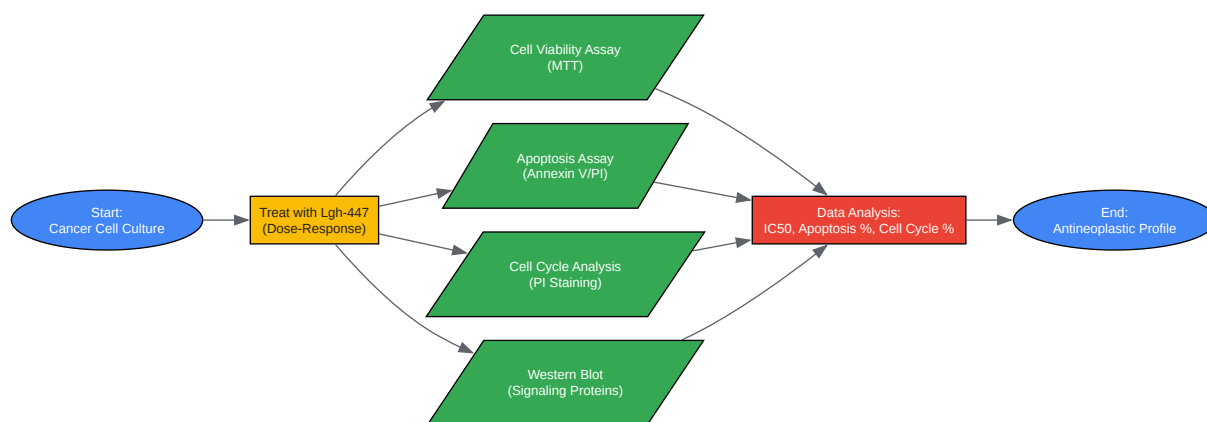 Start:
Cancer Cell Culture
Treat with Lgh-447
(Dose-Response)
Cell Viability Assay
(MTT)
Apoptosis Assay
(Annexin V/PI)
Cell Cycle Analysis
(PI Staining)
Western Blot
(Signaling Proteins)
Data Analysis:
IC50, Apoptosis %, Cell Cycle %
End:
Antineoplastic Profile